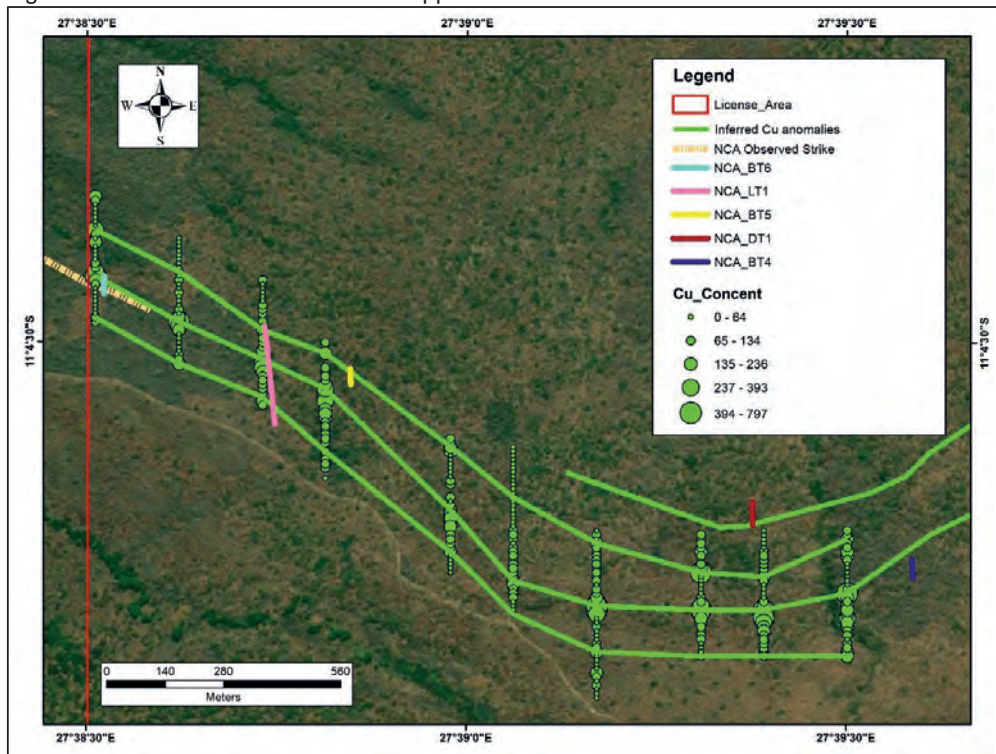 27°38'30"E
27°39'0"E
27°39'30"E
N
W
E
S
Legend
License_Area
Inferred Cu anomalies
NCA Observed Strike
NCA_BT6
NCA_LT1
NCA_BT5
NCA_DT1
NCA_BT4
Cu_Concent
0 - 64
65 - 134
135 - 236
237 - 393
394 - 797
11°4'30"S
11°4'30"S
0 140 280 560
Meters
27°38'30"E
27°39'0"E
27°39'30"E